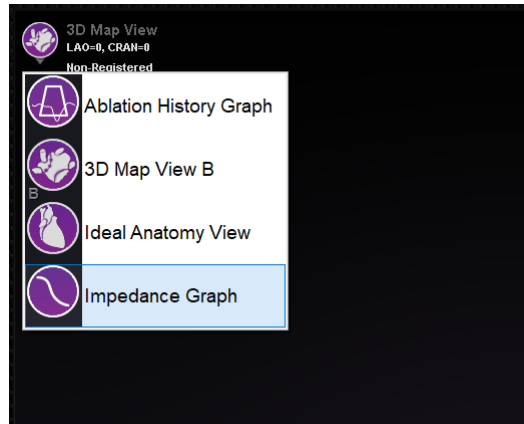 3D Map View
LAO=0, CRAN=0
Non-Registered
Ablation History Graph
3D Map View B
B
Ideal Anatomy View
Impedance Graph